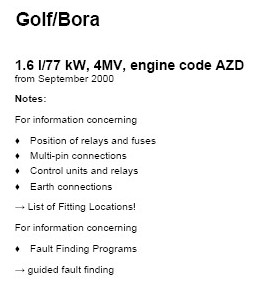 Golf/Bora
1.6 l/77 kW, 4MV, engine code AZD
from September 2000
Notes:
For information concerning
♦ Position of relays and fuses
♦ Multi-pin connections
♦ Control units and relays
♦ Earth connections
→ List of Fitting Locations!
For information concerning
♦ Fault Finding Programs
→ guided fault finding